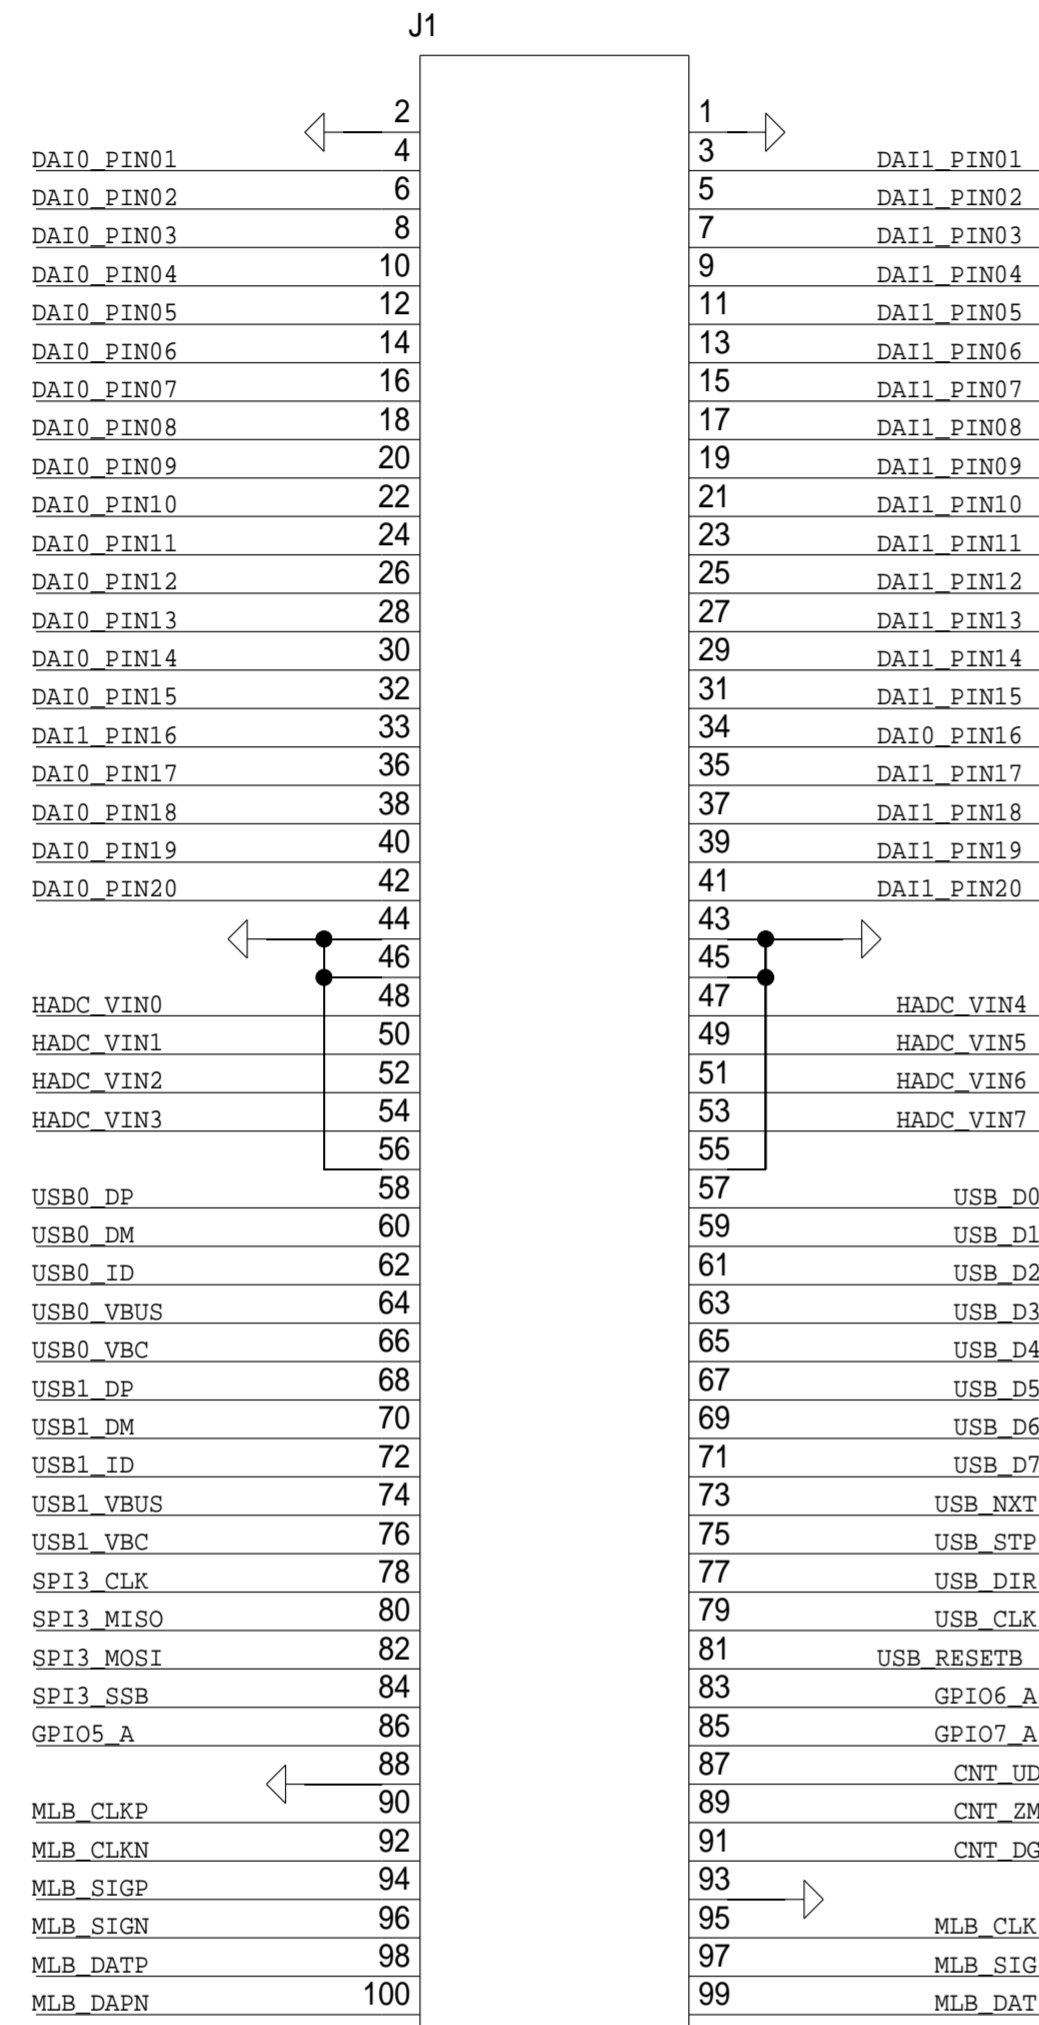 J1
2 1
DAI0_PIN01 4 3 DAI1_PIN01
DAI0_PIN02 6 5 DAI1_PIN02
DAI0_PIN03 8 7 DAI1_PIN03
DAI0_PIN04 10 9 DAI1_PIN04
DAI0_PIN05 12 11 DAI1_PIN05
DAI0_PIN06 14 13 DAI1_PIN06
DAI0_PIN07 16 15 DAI1_PIN07
DAI0_PIN08 18 17 DAI1_PIN08
DAI0_PIN09 20 19 DAI1_PIN09
DAI0_PIN10 22 21 DAI1_PIN10
DAI0_PIN11 24 23 DAI1_PIN11
DAI0_PIN12 26 25 DAI1_PIN12
DAI0_PIN13 28 27 DAI1_PIN13
DAI0_PIN14 30 29 DAI1_PIN14
DAI0_PIN15 32 31 DAI1_PIN15
DAI1_PIN16 33 34 DAI0_PIN16
DAI0_PIN17 36 35 DAI1_PIN17
DAI0_PIN18 38 37 DAI1_PIN18
DAI0_PIN19 40 39 DAI1_PIN19
DAI0_PIN20 42 41 DAI1_PIN20
44 43
46 45
HADC_VIN0 48 47 HADC_VIN4
HADC_VIN1 50 49 HADC_VIN5
HADC_VIN2 52 51 HADC_VIN6
HADC_VIN3 54 53 HADC_VIN7
56 55
USB0_DP 58 57 USB_D0
USB0_DM 60 59 USB_D1
USB0_ID 62 61 USB_D2
USB0_VBUS 64 63 USB_D3
USB0_VBC 66 65 USB_D4
USB1_DP 68 67 USB_D5
USB1_DM 70 69 USB_D6
USB1_ID 72 71 USB_D7
USB1_VBUS 74 73 USB_NXT
USB1_VBC 76 75 USB_STP
SPI3_CLK 78 77 USB_DIR
SPI3_MISO 80 79 USB_CLK
SPI3_MOSI 82 81 USB_RESETB
SPI3_SSB 84 83 GPIO6_A
GPIO5_A 86 85 GPIO7_A
88 87 CNT_UD
MLB_CLKP 90 89 CNT_ZM
MLB_CLKN 92 91 CNT_DG
MLB_SIGP 94 93
MLB_SIGN 96 95 MLB_CLK
MLB_DATP 98 97 MLB_SIG
MLB_DAPN 100 99 MLB_DAT